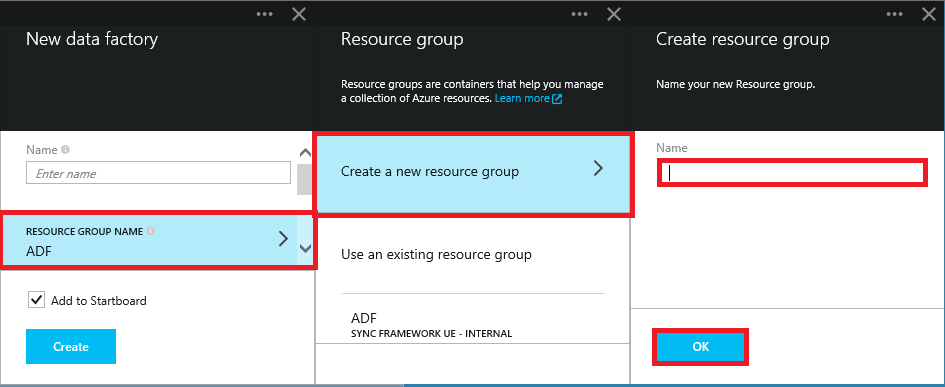 New data factory
Name
Enter name
RESOURCE GROUP NAME
ADF
Add to Startboard
Create
Resource group
Resource groups are containers that help you manage
a collection of Azure resources. Learn more
Create a new resource group
Use an existing resource group
ADF
SYNC FRAMEWORK UE - INTERNAL
Create resource group
Name your new Resource group.
Name
OK